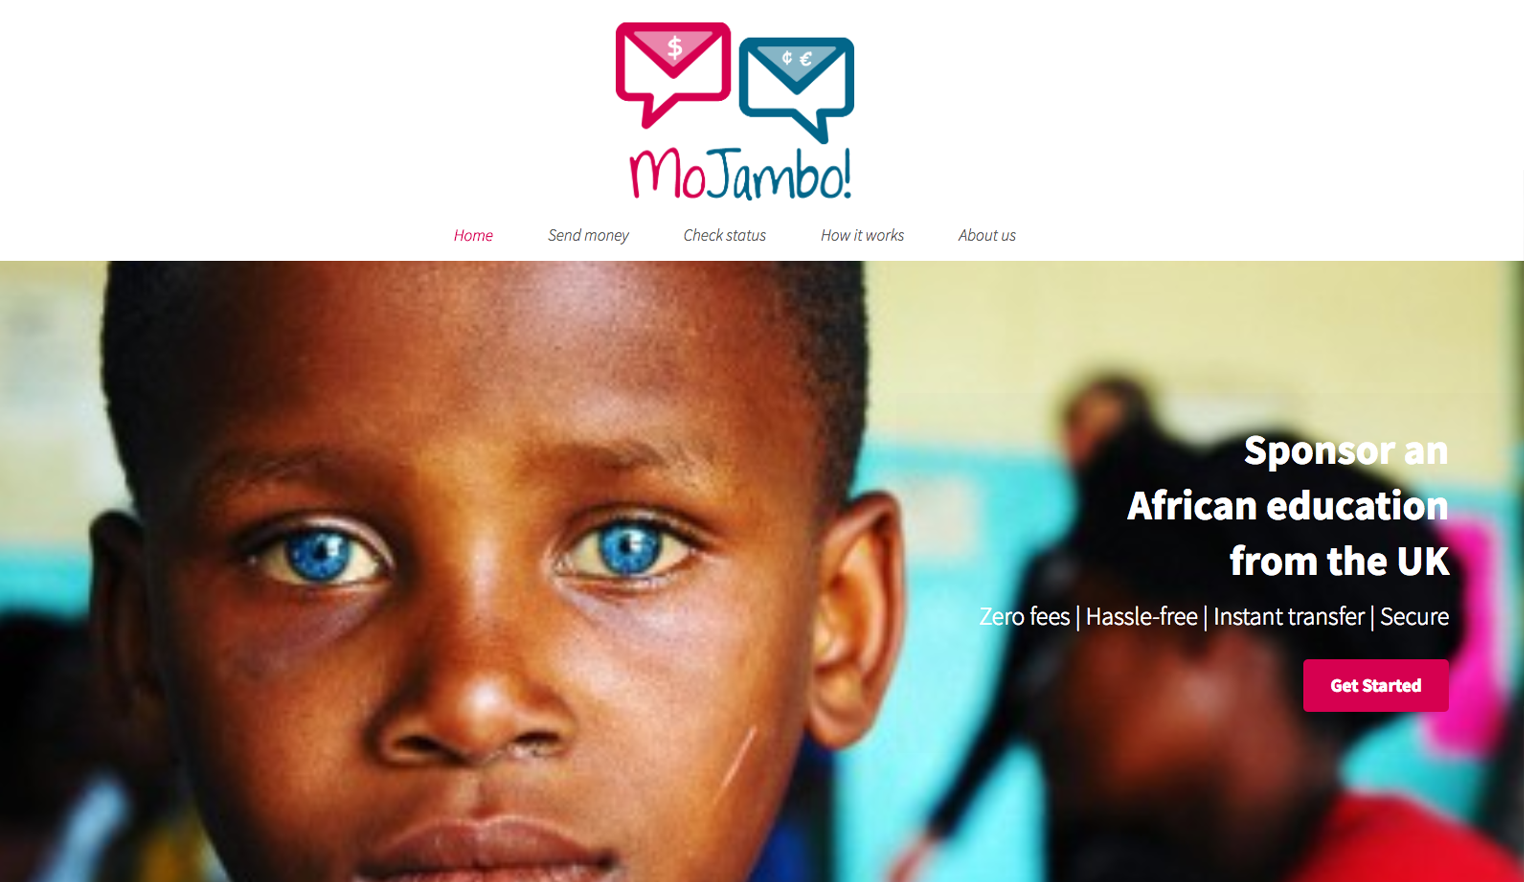 $
¢ €
MoJambo!
Home Send money Check status How it works About us
Sponsor an
African education
from the UK
Zero fees | Hassle-free | Instant transfer | Secure
Get Started